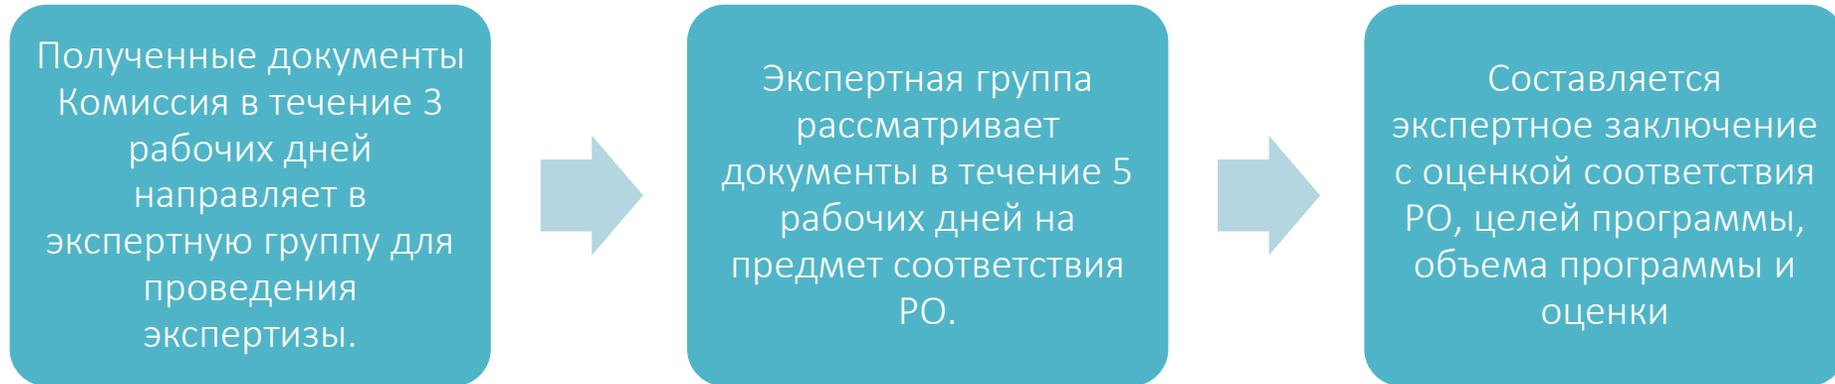 Полученные документы
Комиссия в течение 3
рабочих дней
направляет в
экспертную группу для
проведения
экспертизы.
Экспертная группа
рассматривает
документы в течение 5
рабочих дней на
предмет соответствия
РО.
Составляется
экспертное заключение
с оценкой соответствия
РО, целей программы,
объема программы и
оценки